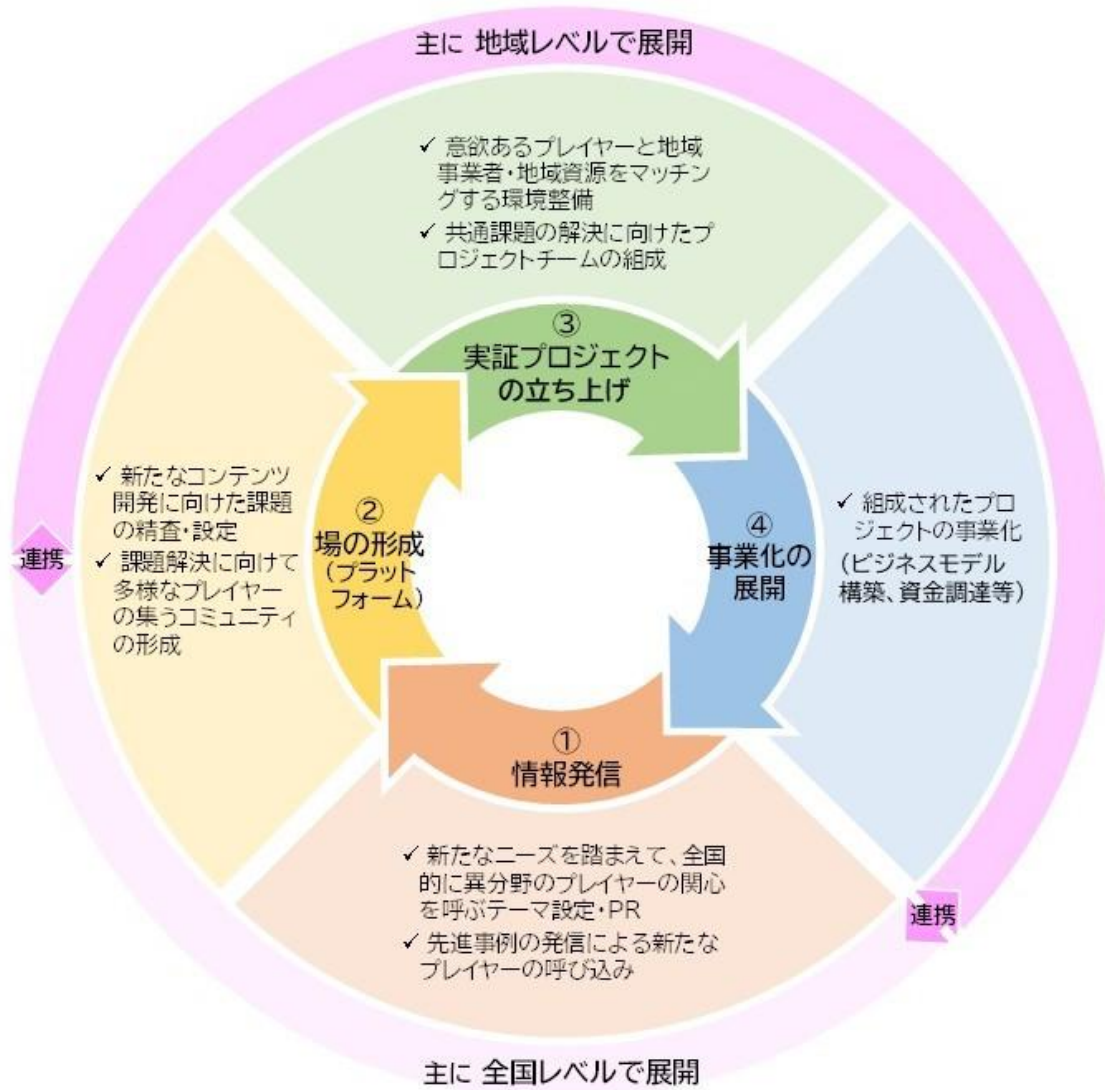 主に 地域レベルで展開
✓ 意欲あるプレイヤーと地域
事業者・地域資源をマッチン
グする環境整備
✓ 共通課題の解決に向けたプ
ロジェクトチームの組成
③
実証プロジェクト
の立ち上げ
✓ 新たなコンテンツ
開発に向けた課題
の精査・設定
✓ 課題解決に向けて
多様なプレイヤー
の集うコミュニティ
の形成
②
場の形成
(プラット
フォーム)
④
事業化の
展開
✓ 組成されたプロ
ジェクトの事業化
(ビジネスモデル
構築、資金調達等)
連携
①
情報発信
✓ 新たなニーズを踏まえて、全国
的に異分野のプレイヤーの関心
を呼ぶテーマ設定・PR
✓ 先進事例の発信による新たな
プレイヤーの呼び込み
連携
主に 全国レベルで展開